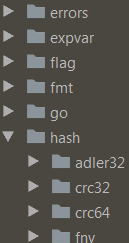 errors
expvar
flag
fmt
go
hash
adler32
crc32
crc64
fnv